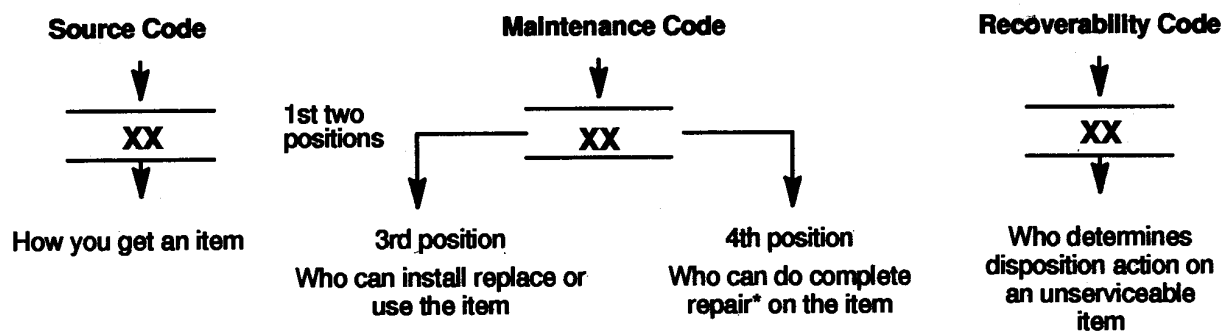 Source Code
XX
How you get an item
1st two
positions
Maintenance Code
XX
3rd position
Who can install replace or
use the item
4th position
Who can do complete
repair* on the item
Recoverability Code
XX
Who determines
disposition action on
an unserviceable
item